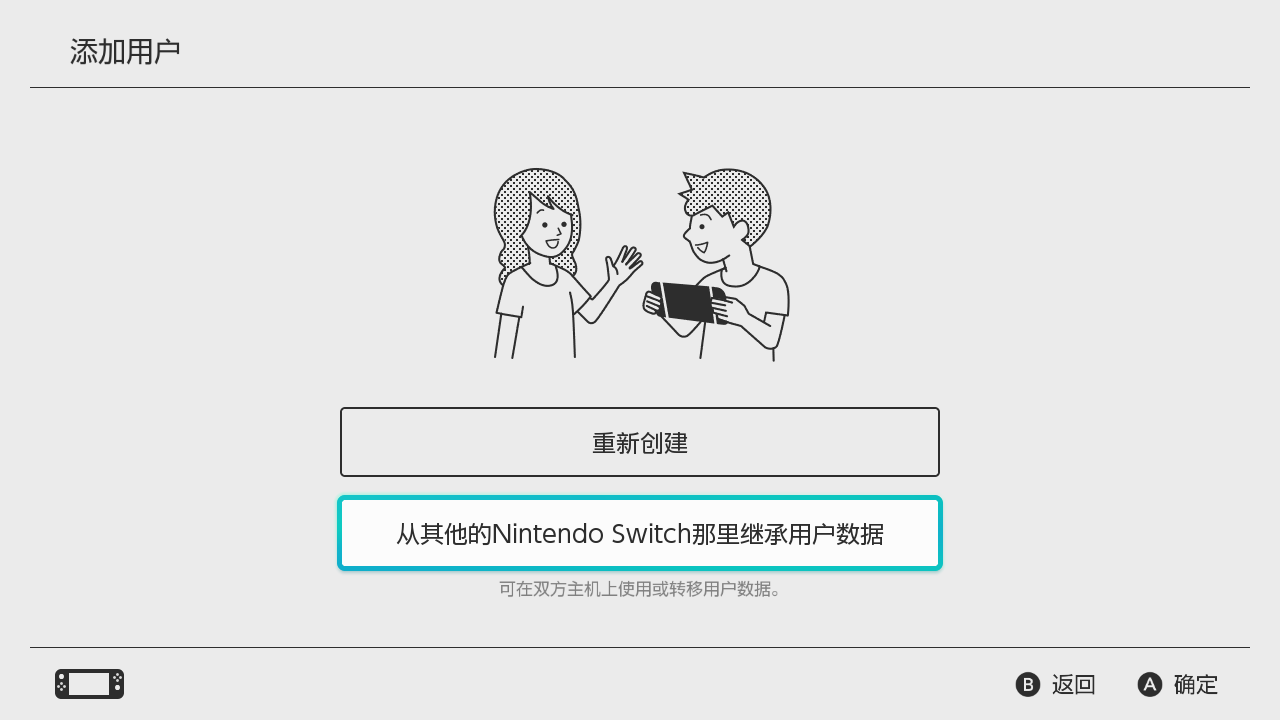 添加用户
重新创建
从其他的Nintendo Switch那里继承用户数据
可在双方主机上使用或转移用户数据。
B 返回 A 确定